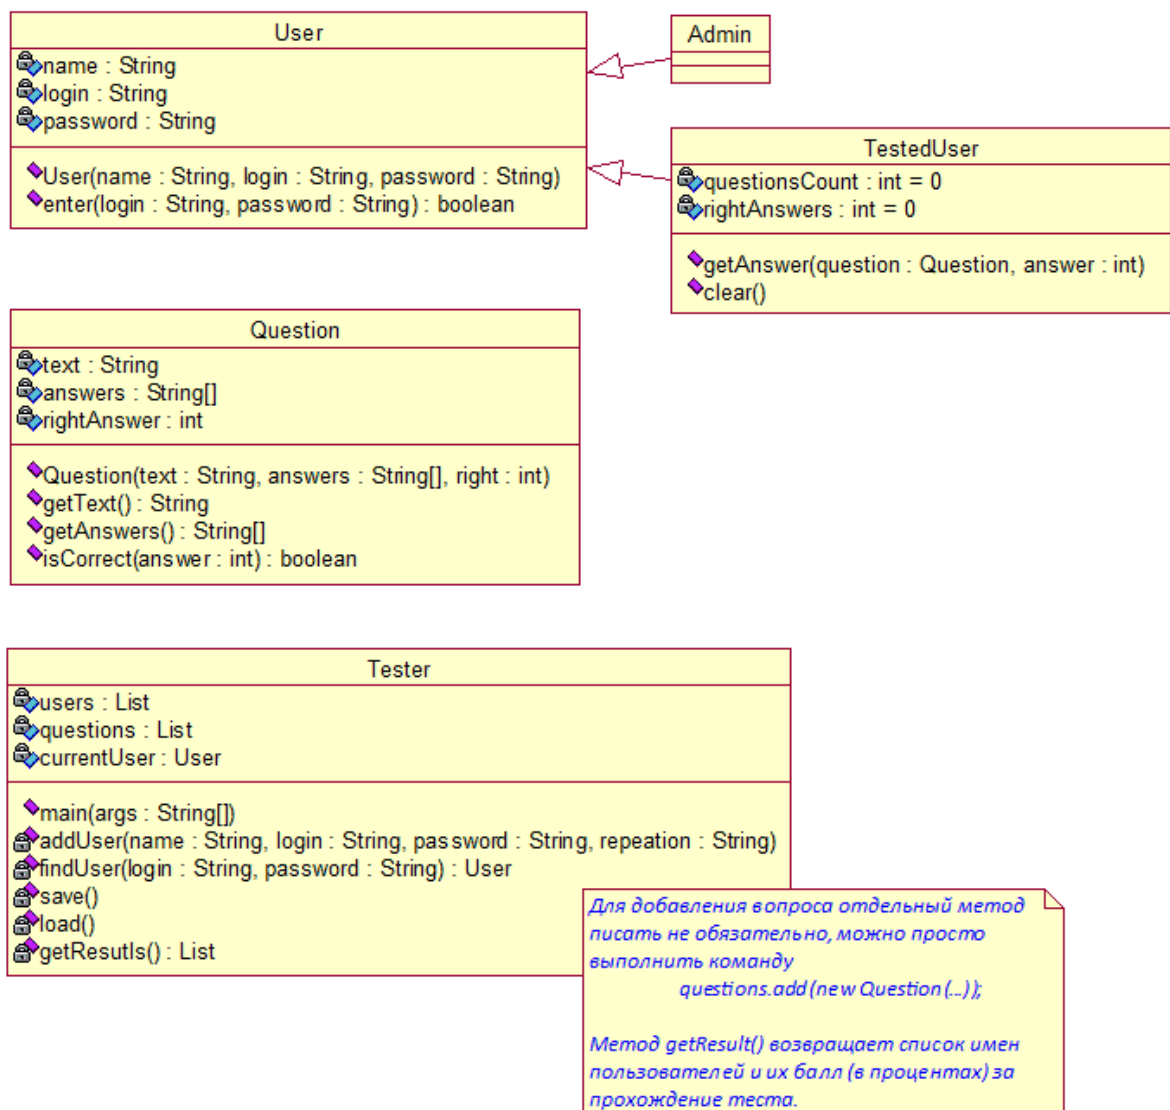 User
name : String
login : String
password : String
User(name : String, login : String, password : String)
enter(login : String, password : String) : boolean
Admin
TestedUser
questionsCount : int = 0
rightAnswers : int = 0
getAnswer(question : Question, answer : int)
clear()
Question
text : String
answers : String[]
rightAnswer : int
Question(text : String, answers : String[], right : int)
getText() : String
getAnswers() : String[]
isCorrect(answer : int) : boolean
Tester
users : List
questions : List
currentUser : User
main(args : String[])
addUser(name : String, login : String, password : String, repeation : String)
findUser(login : String, password : String) : User
save()
load()
getResutls() : List
Для добавления вопроса отдельный метод
писать не обязательно, можно просто
выполнить команду
questions.add(new Question(...));
Метод getResult() возвращает список имен
пользователей и их балл (в процентах) за
прохождение теста.